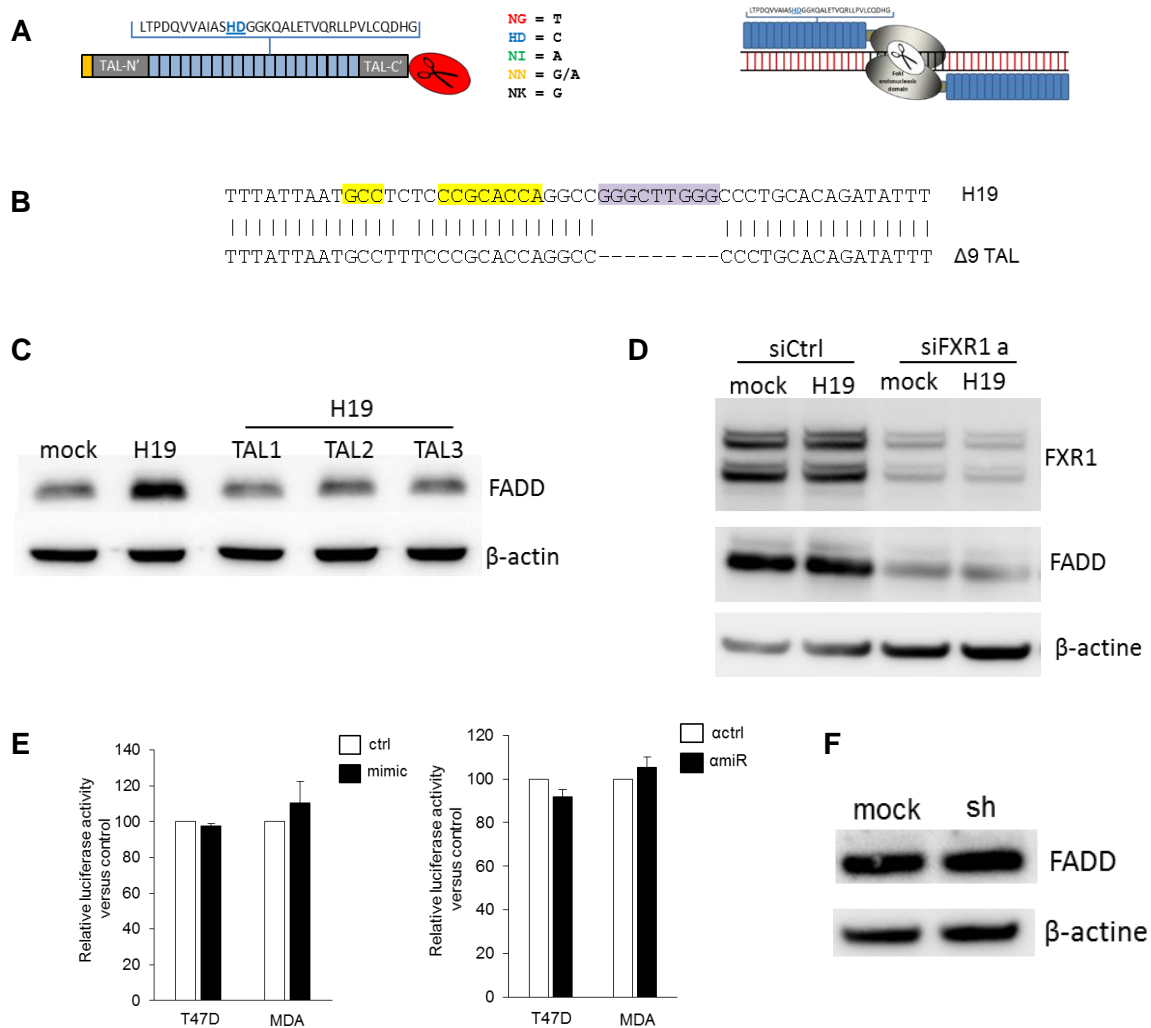 A
LTPDQVVAIASHDGGKQALETVQRLLPVLCQDHG
TAL-N' TAL-C'
NG = T
HD = C
NI = A
NN = G/A
NK = G
LTPDQVVAIASHDGGKQALETVQRLLPVLCQDHG
FokI
endonucleasic
domain
B
TTTATTAATGCCTCTCCCGCACCAGGCCGGGCTTGGGCCCTGCACAGATATTT H19
TTTATTAATGCCTTTCCCGCACCAGGCC---------CCCTGCACAGATATTT Δ9 TAL
C
H19
mock H19 TAL1 TAL2 TAL3
FADD
β-actin
D
siCtrl siFXR1 a
mock H19 mock H19
FXR1
FADD
β-actine
E
Relative luciferase activity
versus control
140
120
100
80
60
40
20
0
T47D MDA
ctrl
mimic
Relative luciferase activity
versus control
120
100
80
60
40
20
0
T47D MDA
αctrl
αmiR
F
mock sh
FADD
β-actine